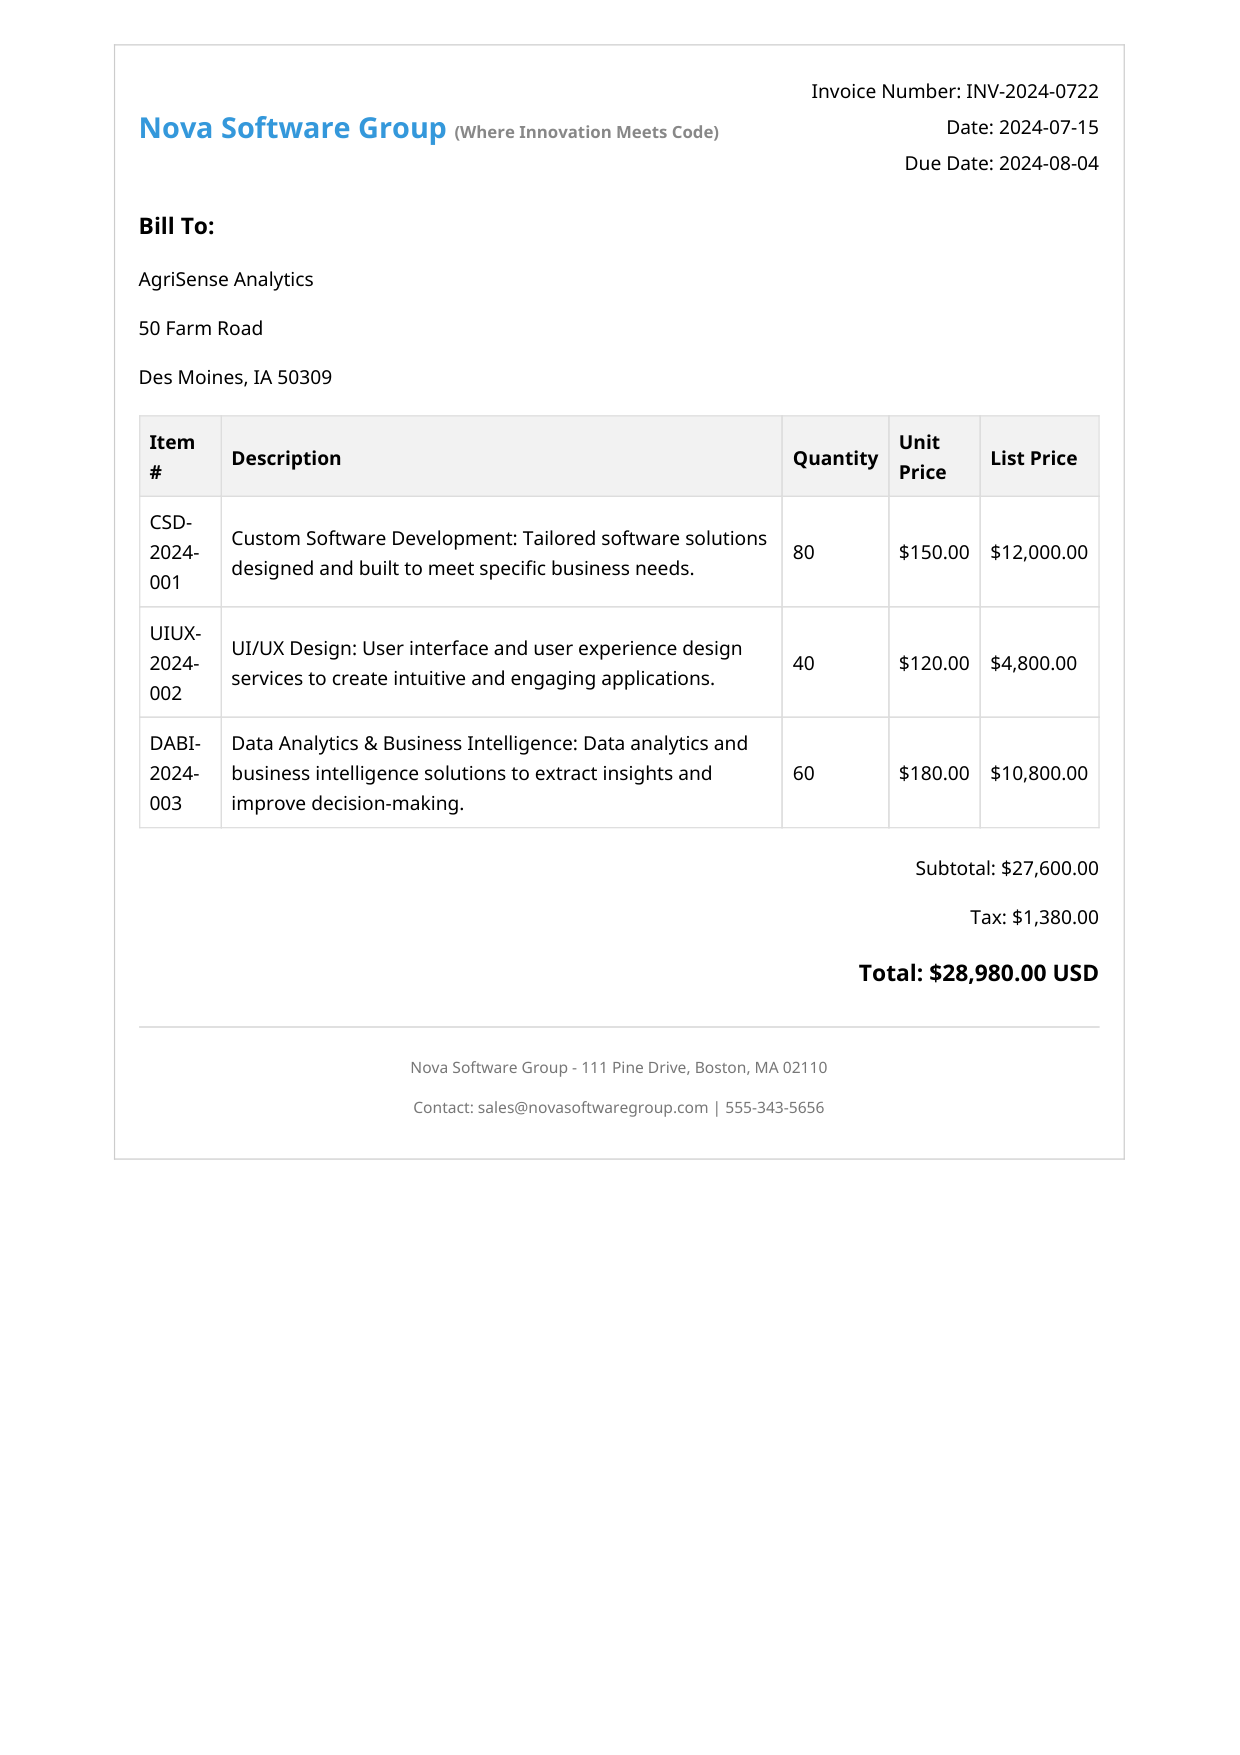 Nova Software Group (Where Innovation Meets Code)
Invoice Number: INV-2024-0722
Date: 2024-07-15
Due Date: 2024-08-04
Bill To:
AgriSense Analytics
50 Farm Road
Des Moines, IA 50309
Item
#
Description
Quantity
Unit
Price
List Price
CSD-
2024-
001
Custom Software Development: Tailored software solutions
designed and built to meet specific business needs.
80
$150.00
$12,000.00
UIUX-
2024-
002
UI/UX Design: User interface and user experience design
services to create intuitive and engaging applications.
40
$120.00
$4,800.00
DABI-
2024-
003
Data Analytics & Business Intelligence: Data analytics and
business intelligence solutions to extract insights and
improve decision-making.
60
$180.00
$10,800.00
Subtotal: $27,600.00
Tax: $1,380.00
Total: $28,980.00 USD
Nova Software Group - 111 Pine Drive, Boston, MA 02110
Contact: sales@novasoftwaregroup.com | 555-343-5656